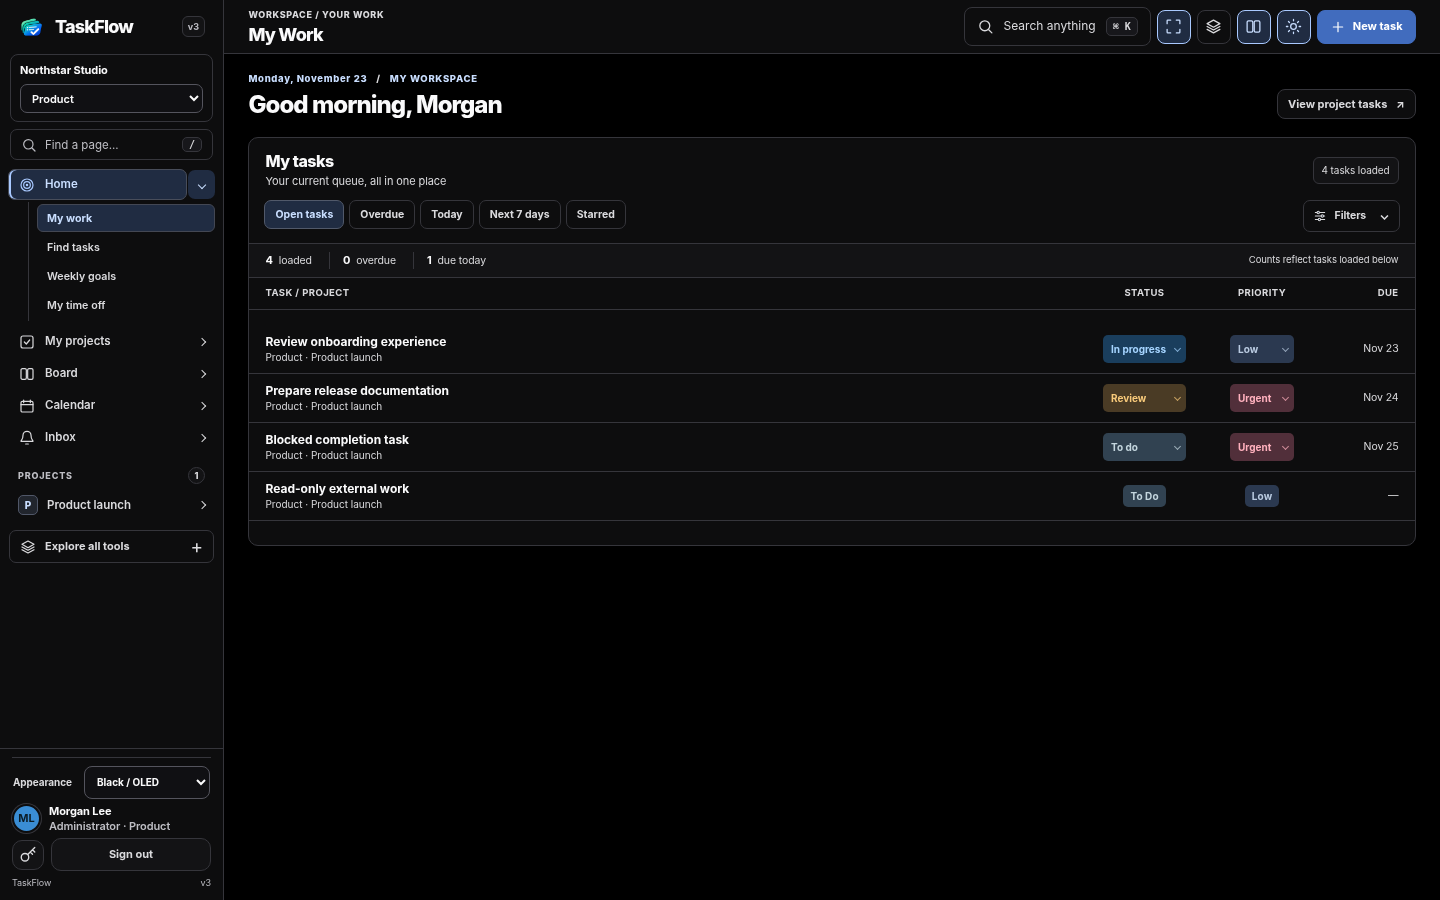 TaskFlow
v3
Northstar Studio
Product
Find a page...
/
Home
My work
Find tasks
Weekly goals
My time off
My projects
Board
Calendar
Inbox
PROJECTS
1
P
Product launch
Explore all tools
Appearance
Black / OLED
ML
Morgan Lee
Administrator · Product
Sign out
TaskFlow
v3
WORKSPACE / YOUR WORK
My Work
Search anything
⌘ K
New task
Monday, November 23 / MY WORKSPACE
Good morning, Morgan
View project tasks
My tasks
Your current queue, all in one place
4 tasks loaded
Open tasks
Overdue
Today
Next 7 days
Starred
Filters
4 loaded
0 overdue
1 due today
Counts reflect tasks loaded below
TASK / PROJECT
STATUS
PRIORITY
DUE
Review onboarding experience
Product · Product launch
In progress
Low
Nov 23
Prepare release documentation
Product · Product launch
Review
Urgent
Nov 24
Blocked completion task
Product · Product launch
To do
Urgent
Nov 25
Read-only external work
Product · Product launch
To Do
Low
—